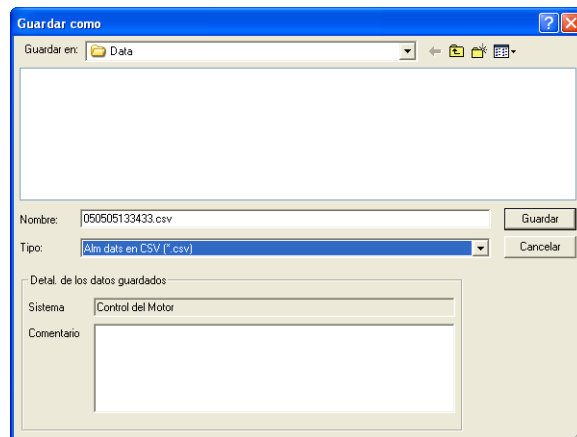 Guardar como
Guardar en: Data
Nombre: 050505133433.csv Guardar
Tipo: Alm dats en CSV (*.csv) Cancelar
Detal. de los datos guardados
Sistema Control del Motor
Comentario